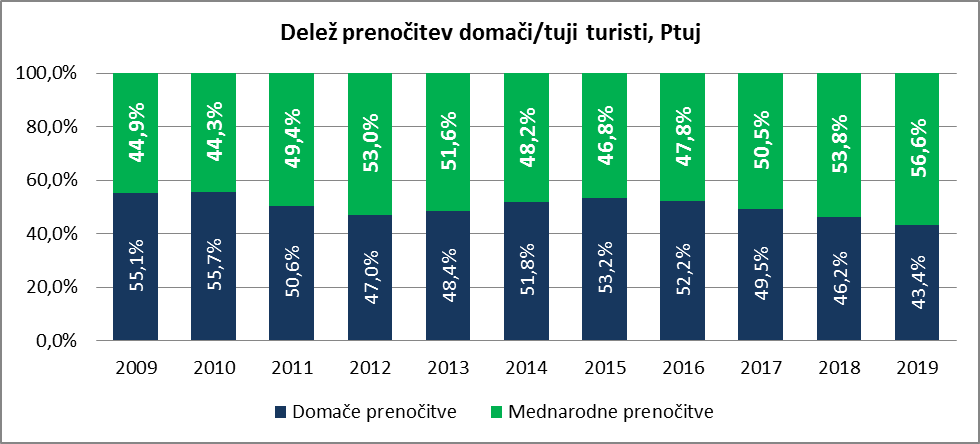 Delež prenočitev domači/tuji turisti, Ptuj
100,0%
80,0%
60,0%
40,0%
20,0%
0,0%
44,9% 44,3% 49,4% 53,0% 51,6% 48,2% 46,8% 47,8% 50,5% 53,8% 56,6%
55,1% 55,7% 50,6% 47,0% 48,4% 51,8% 53,2% 52,2% 49,5% 46,2% 43,4%
2009 2010 2011 2012 2013 2014 2015 2016 2017 2018 2019
Domače prenočitve Mednarodne prenočitve